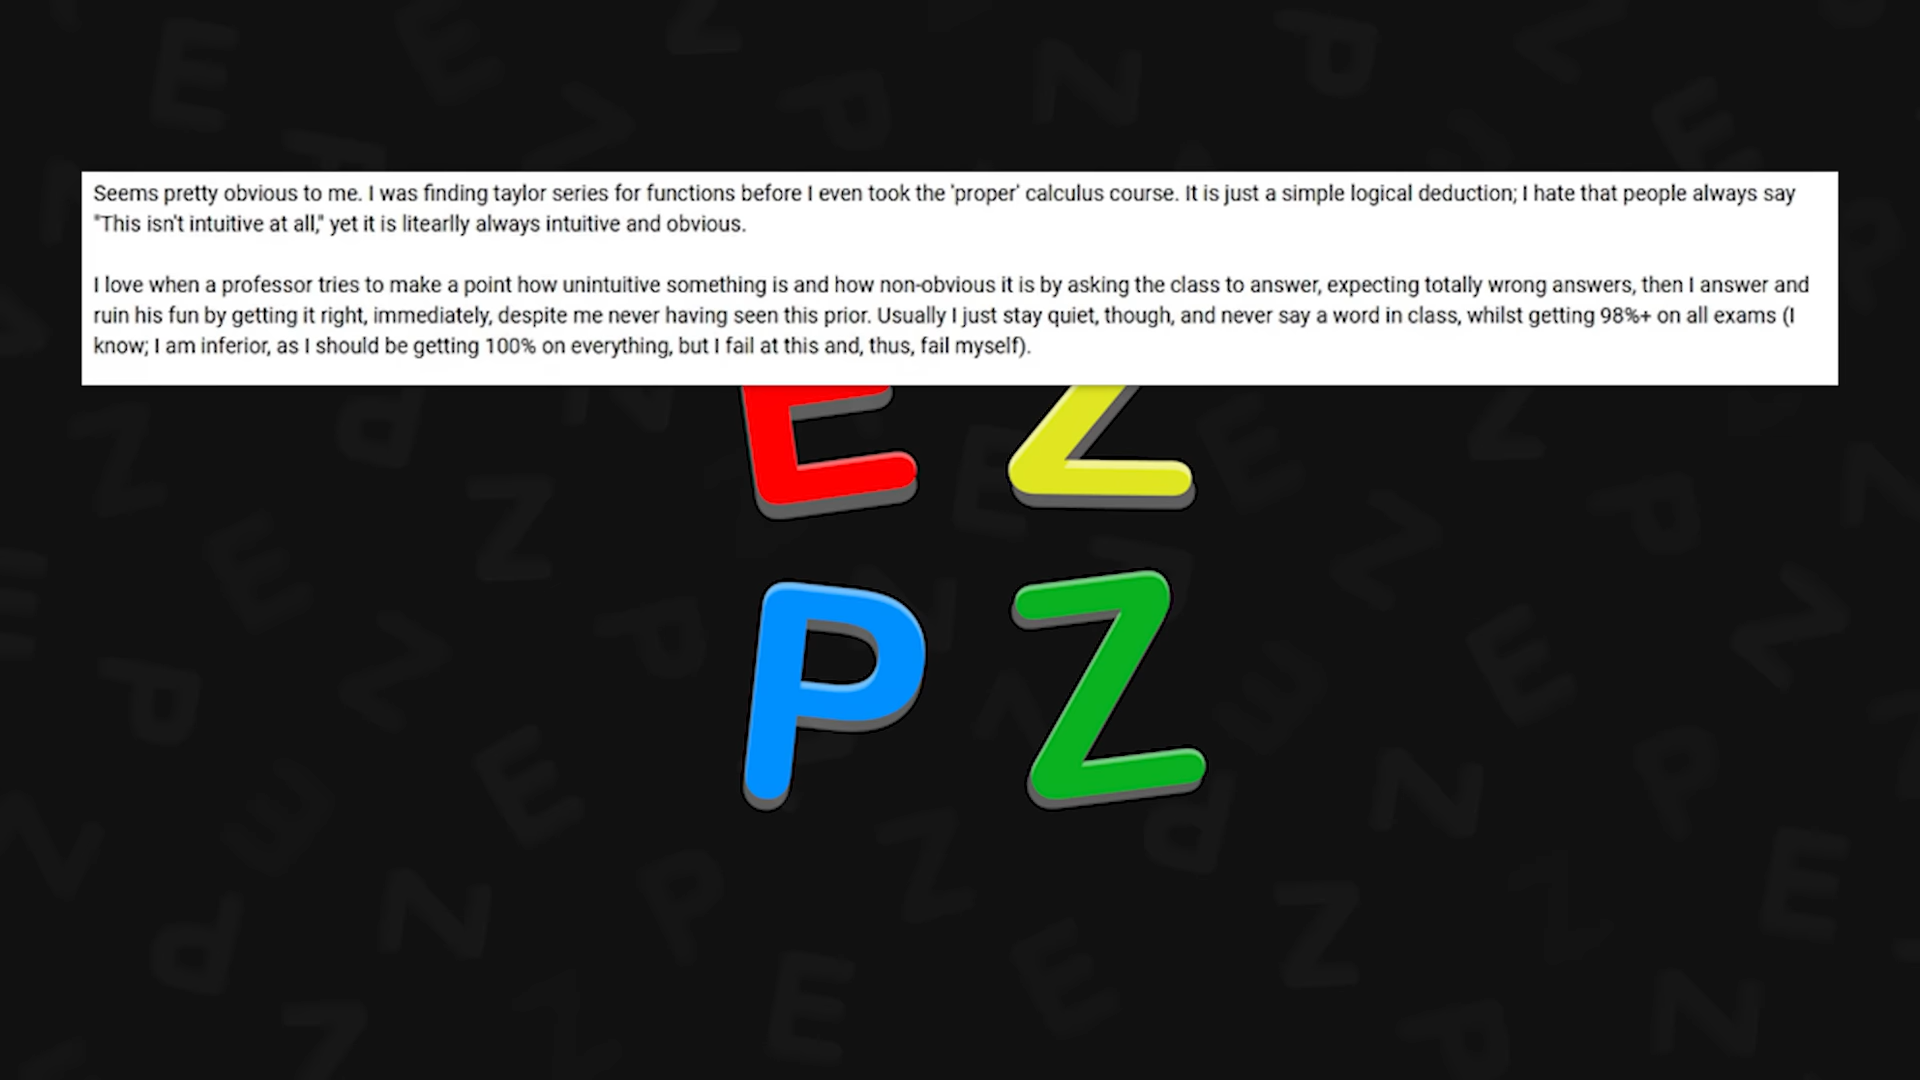 Seems pretty obvious to me. I was finding taylor series for functions before I even took the 'proper' calculus course. It is just a simple logical deduction; I hate that people always say
"This isn't intuitive at all," yet it is litearlly always intuitive and obvious.
I love when a professor tries to make a point how unintuitive something is and how non-obvious it is by asking the class to answer, expecting totally wrong answers, then I answer and
ruin his fun by getting it right, immediately, despite me never having seen this prior. Usually I just stay quiet, though, and never say a word in class, whilst getting 98%+ on all exams (I
know; I am inferior, as I should be getting 100% on everything, but I fail at this and, thus, fail myself).
E Z
P Z